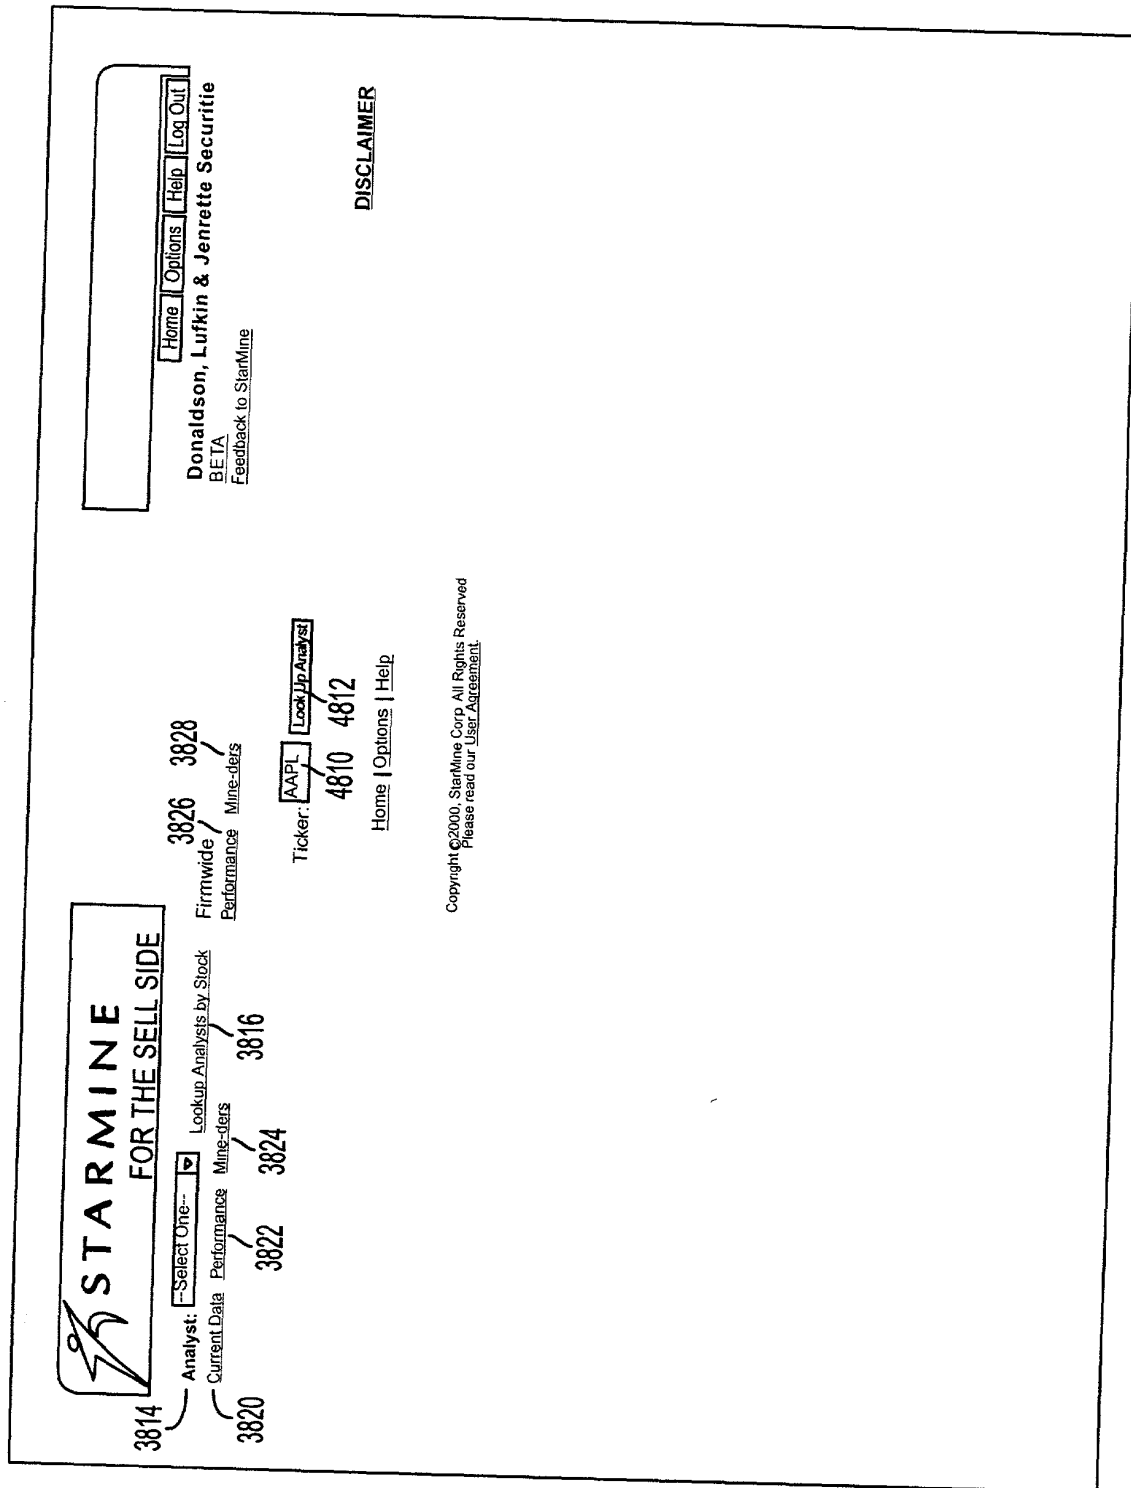 STARMINE
FOR THE SELL SIDE
Home Options Help Log Out
Donaldson, Lufkin & Jenrette Securitie
BETA
Feedback to StarMine
3814
Analyst: --Select One-- Lookup Analysts by Stock Firmwide
3826 3828
Current Data Performance Mine-ders Performance Mine-ders
3820 3822 3824 3816
Ticker: AAPL Look Up Analyst
4810 4812
DISCLAIMER
Home | Options | Help
Copyright ©2000, StarMine Corp All Rights Reserved
Please read our User Agreement.